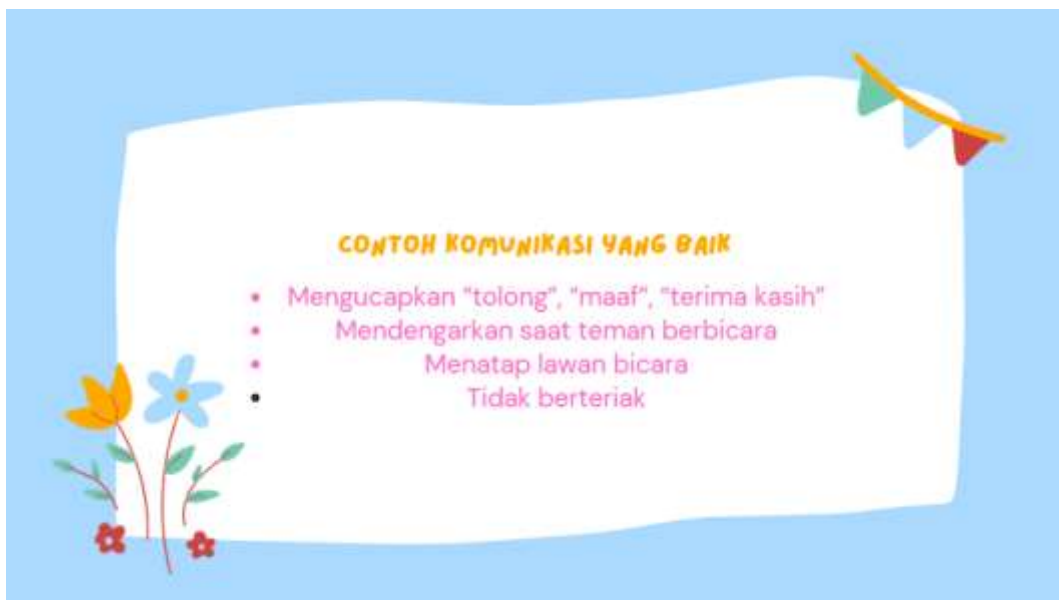 CONTOH KOMUNIKASI YANG BAIK
• Mengucapkan "tolong", "maaf", "terima kasih"
• Mendengarkan saat teman berbicara
• Menatap lawan bicara
• Tidak berteriak